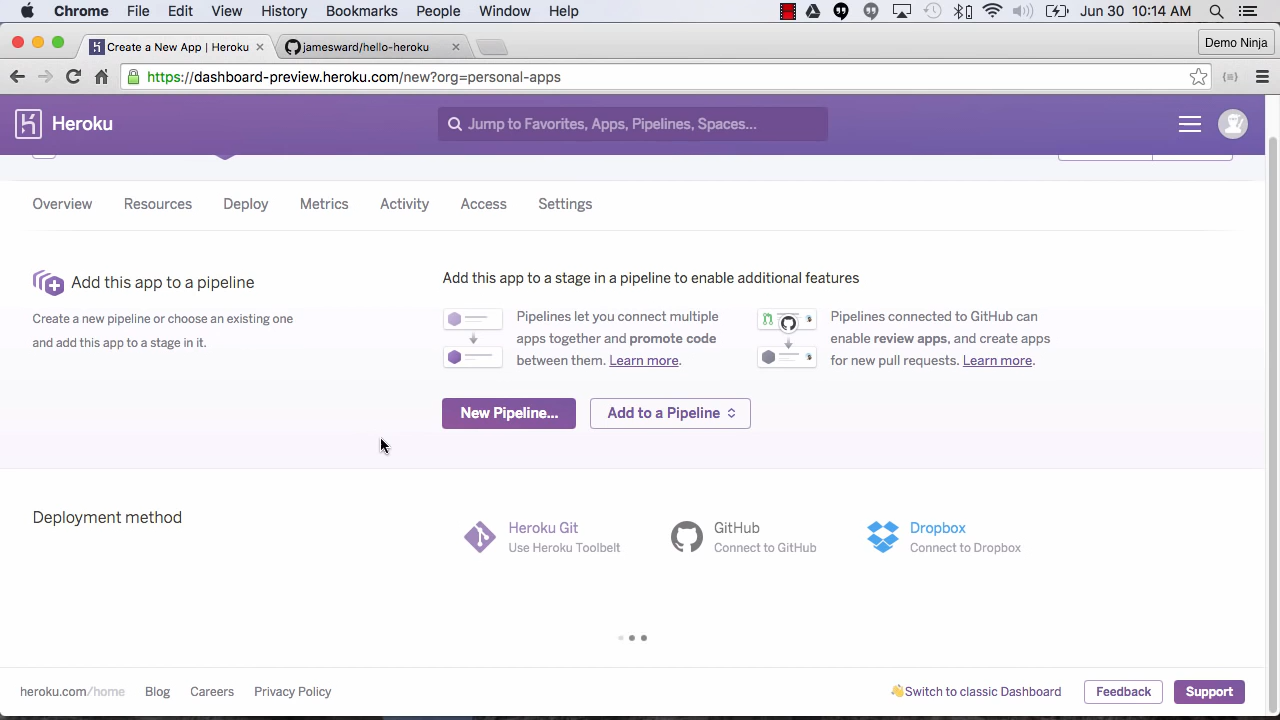 Chrome File Edit View History Bookmarks People Window Help Jun 30 10:14 AM
Create a New App | Heroku jamesward/hello-heroku Demo Ninja
https://dashboard-preview.heroku.com/new?org=personal-apps
Heroku Jump to Favorites, Apps, Pipelines, Spaces...
Overview Resources Deploy Metrics Activity Access Settings
Add this app to a pipeline
Create a new pipeline or choose an existing one
and add this app to a stage in it.
Add this app to a stage in a pipeline to enable additional features
Pipelines let you connect multiple
apps together and promote code
between them. Learn more.
Pipelines connected to GitHub can
enable review apps, and create apps
for new pull requests. Learn more.
New Pipeline... Add to a Pipeline
Deployment method
Heroku Git
Use Heroku Toolbelt
GitHub
Connect to GitHub
Dropbox
Connect to Dropbox
heroku.com/home Blog Careers Privacy Policy 👋Switch to classic Dashboard Feedback Support